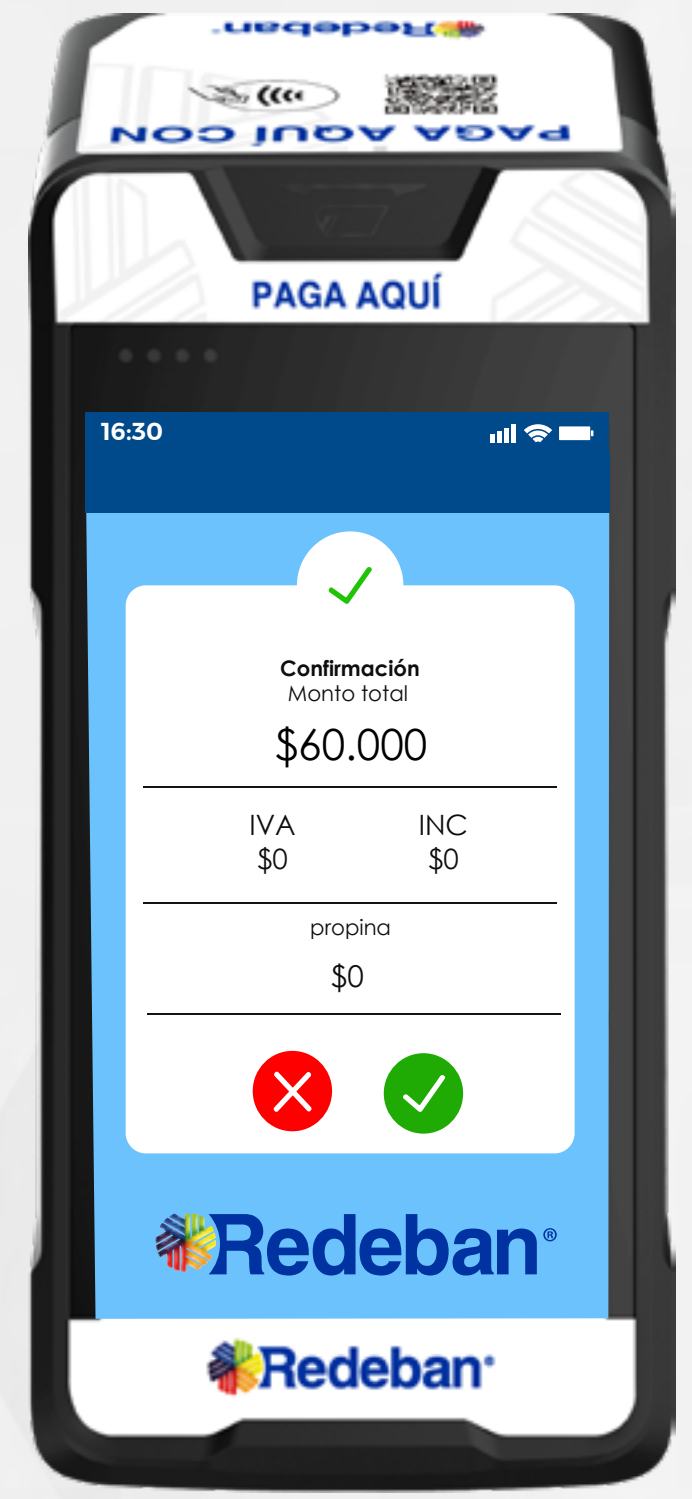 Redeban
PAGA AQUÍ CON
PAGA AQUÍ
16:30
Confirmación
Monto total
$60.000
IVA INC
$0 $0
propina
$0
Redeban®
Redeban